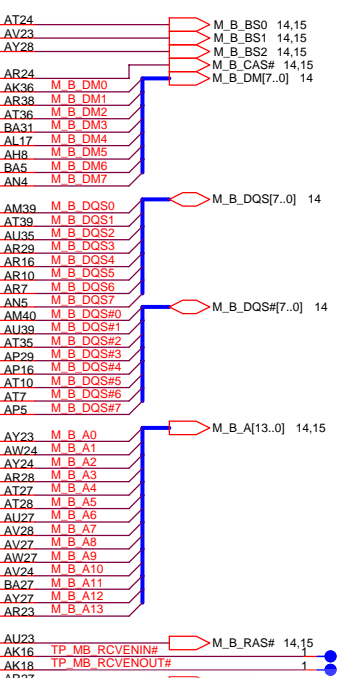 AT24 M_B_BS0 14,15
AV23 M_B_BS1 14,15
AY28 M_B_BS2 14,15
AR24 M_B_CAS# 14,15
M_B_DM[7..0] 14
AK36 M_B_DM0
AR38 M_B_DM1
AT36 M_B_DM2
BA31 M_B_DM3
AL17 M_B_DM4
AH8 M_B_DM5
BA5 M_B_DM6
AN4 M_B_DM7
M_B_DQS[7..0] 14
AM39 M_B_DQS0
AT39 M_B_DQS1
AU35 M_B_DQS2
AR29 M_B_DQS3
AR16 M_B_DQS4
AR10 M_B_DQS5
AR7 M_B_DQS6
AN5 M_B_DQS7
M_B_DQS#[7..0] 14
AM40 M_B_DQS#0
AU39 M_B_DQS#1
AT35 M_B_DQS#2
AP29 M_B_DQS#3
AP16 M_B_DQS#4
AT10 M_B_DQS#5
AT7 M_B_DQS#6
AP5 M_B_DQS#7
M_B_A[13..0] 14,15
AY23 M_B_A0
AW24 M_B_A1
AY24 M_B_A2
AR28 M_B_A3
AT27 M_B_A4
AT28 M_B_A5
AU27 M_B_A6
AV28 M_B_A7
AV27 M_B_A8
AW27 M_B_A9
AV24 M_B_A10
BA27 M_B_A11
AY27 M_B_A12
AR23 M_B_A13
AU23 M_B_RAS# 14,15
AK16 TP_MB_RCVENIN# 1
AK18 TP_MB_RCVENOUT# 1